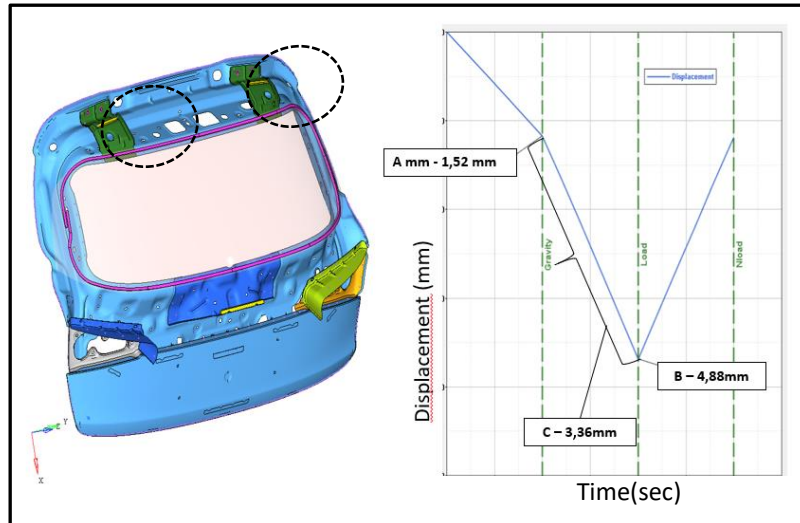 Displacement
A mm - 1,52 mm
Gravity
Load
Nload
B – 4,88mm
C – 3,36mm
Displacement (mm)
Time(sec)
Y
X